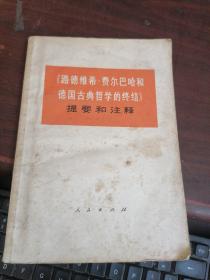 《路德维希·费尔巴哈和
德国古典哲学的终结》
提要和注释
人民出版社